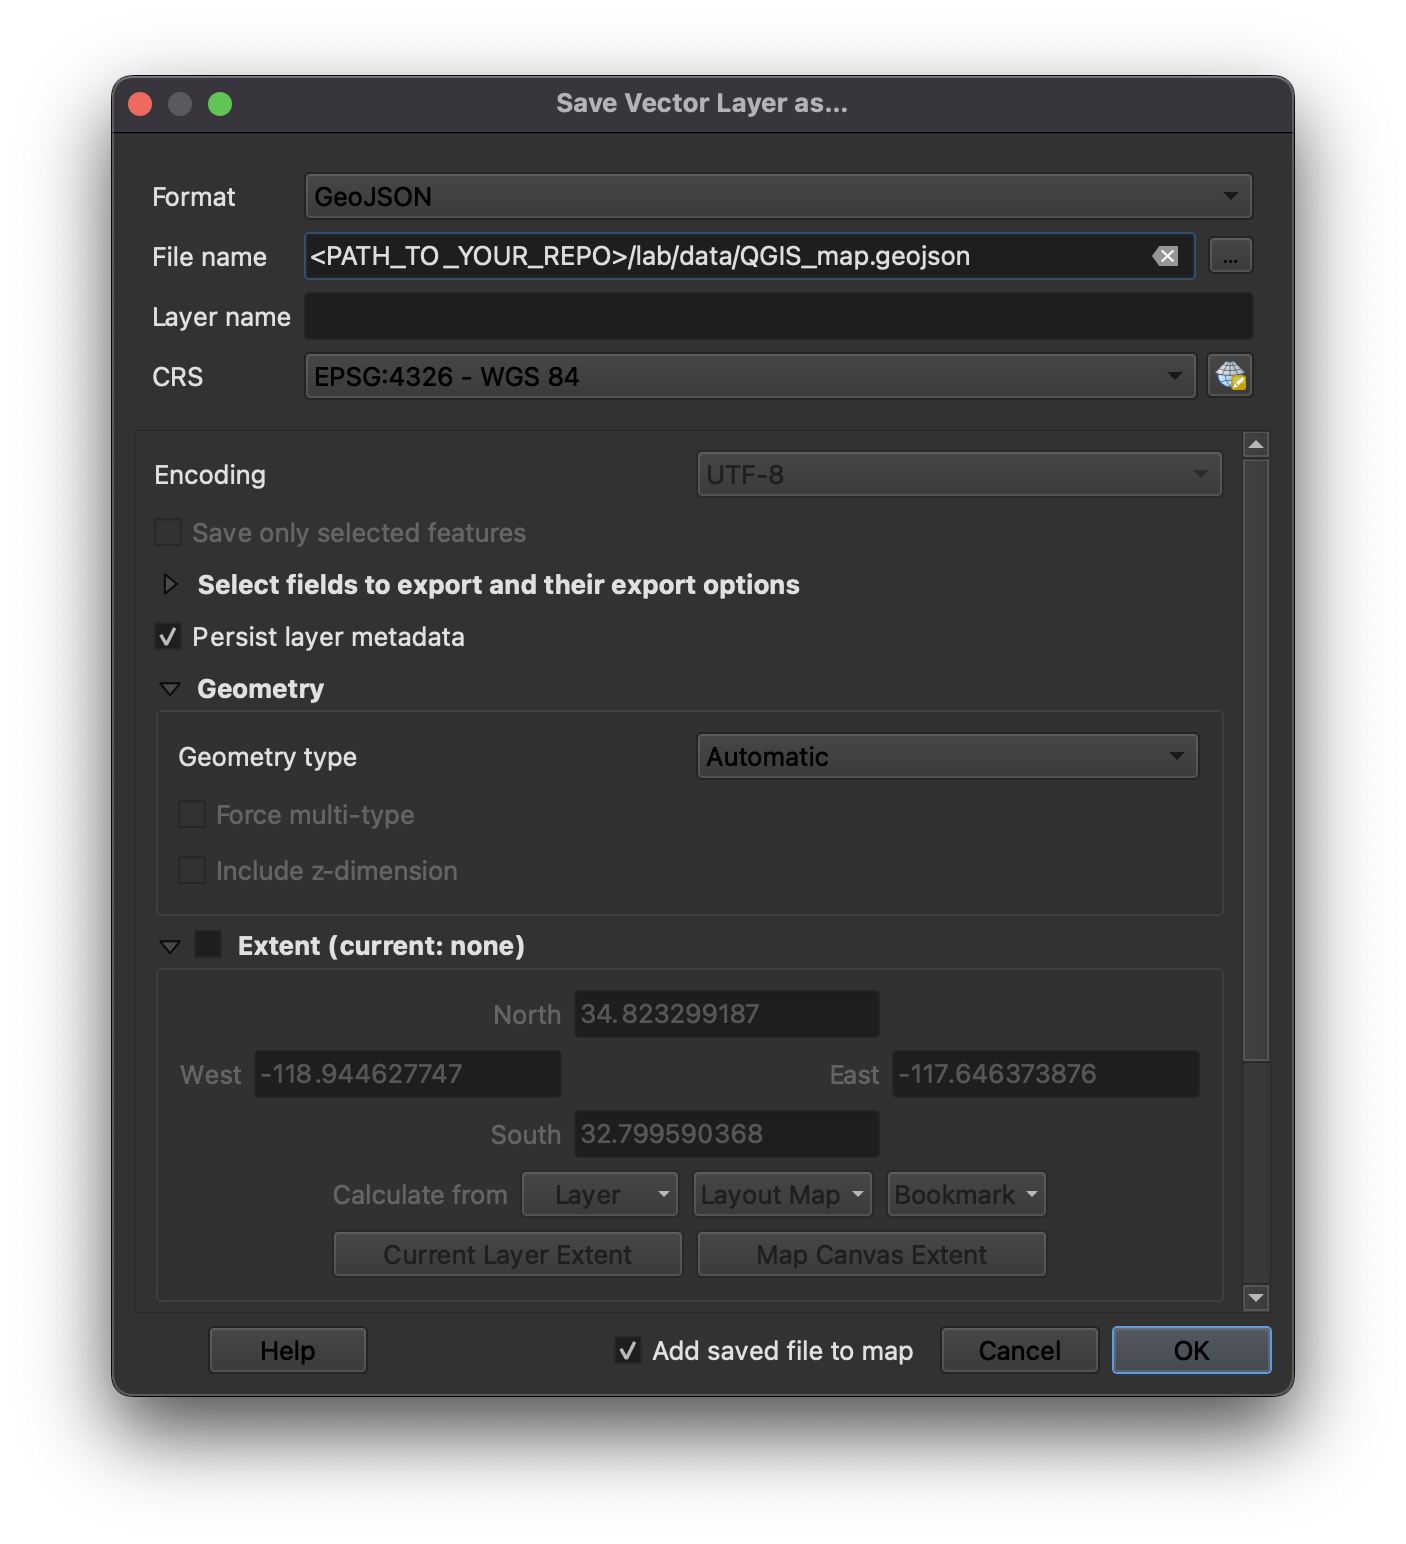 Save Vector Layer as...
Format GeoJSON
File name <PATH_TO_YOUR_REPO>/lab/data/QGIS_map.geojson ...
Layer name
CRS EPSG:4326 - WGS 84
Encoding UTF-8
Save only selected features
Select fields to export and their export options
Persist layer metadata
Geometry
Geometry type Automatic
Force multi-type
Include z-dimension
Extent (current: none)
North 34.823299187
West -118.944627747 East -117.646373876
South 32.799590368
Calculate from Layer Layout Map Bookmark
Current Layer Extent Map Canvas Extent
Help Add saved file to map Cancel OK